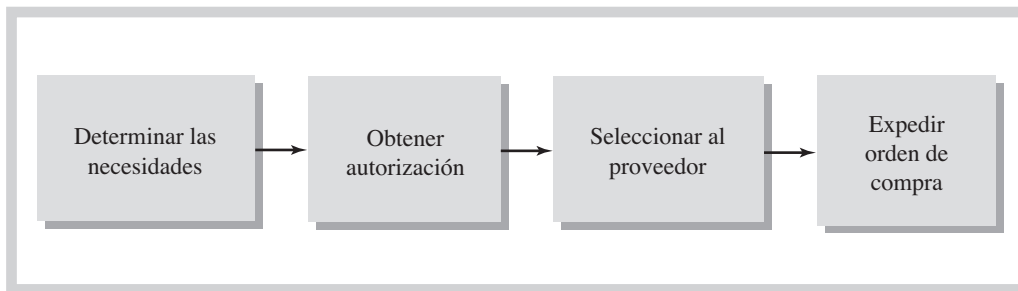 Determinar las
necesidades
Obtener
autorización
Seleccionar al
proveedor
Expedir
orden de
compra